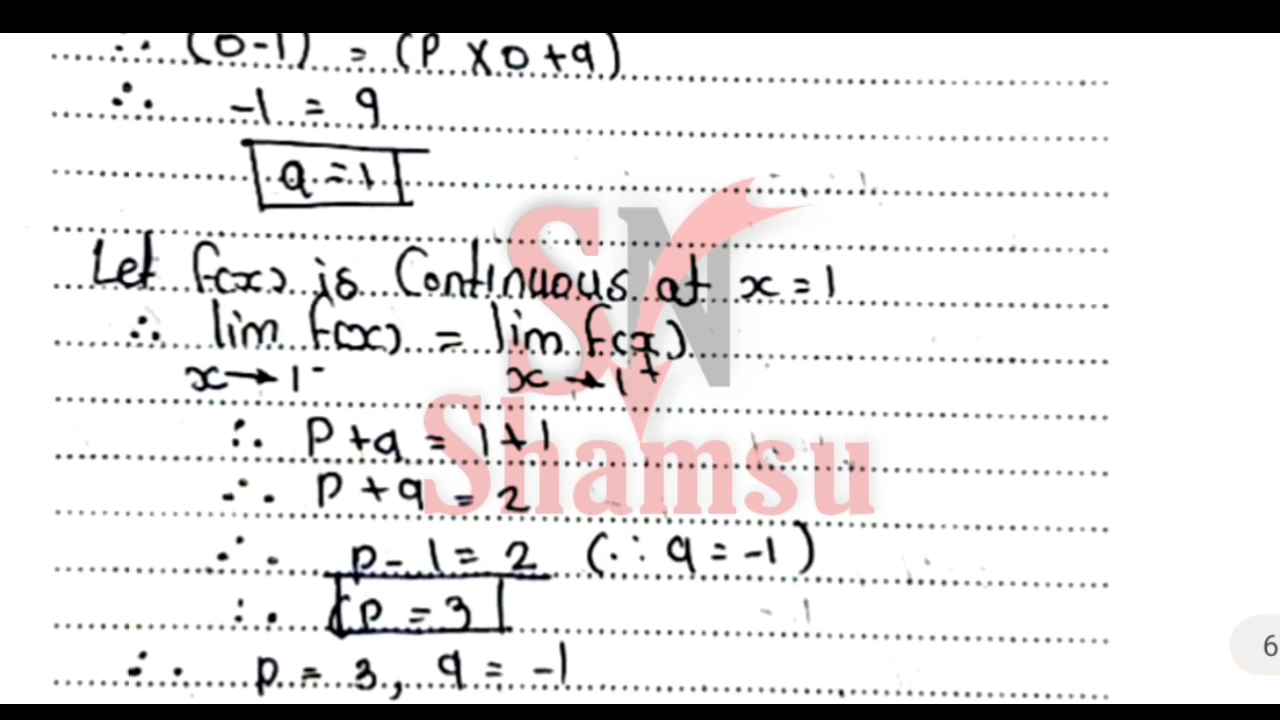 ∴ (0-1) = (P X 0 + q)
∴ -1 = q
q = 1
Let f(x) is Continuous at x = 1
∴ lim f(x) = lim f(x)
x → 1⁻ x → 1⁺
∴ P + q = 1 + 1
∴ P + q = 2
∴ p - 1 = 2 (∵ q = -1)
∴ (P = 3
∴ p = 3, q = -1
SN
Shamsu
6